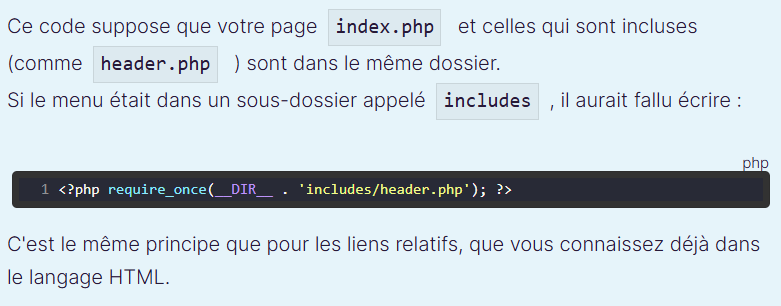 Ce code suppose que votre page index.php et celles qui sont incluses
(comme header.php ) sont dans le même dossier.
Si le menu était dans un sous-dossier appelé includes , il aurait fallu écrire :
php
1 <?php require_once(__DIR__ . 'includes/header.php'); ?>
C'est le même principe que pour les liens relatifs, que vous connaissez déjà dans
le langage HTML.